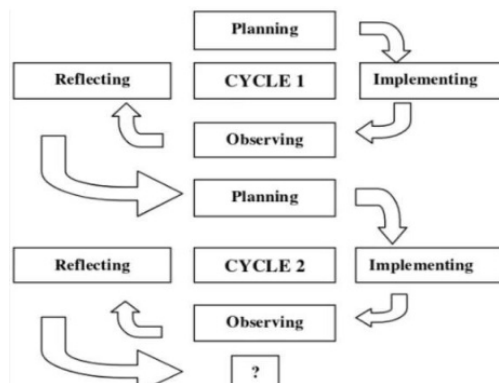 Planning
Reflecting
CYCLE 1
Implementing
Observing
Planning
Reflecting
CYCLE 2
Implementing
Observing
?